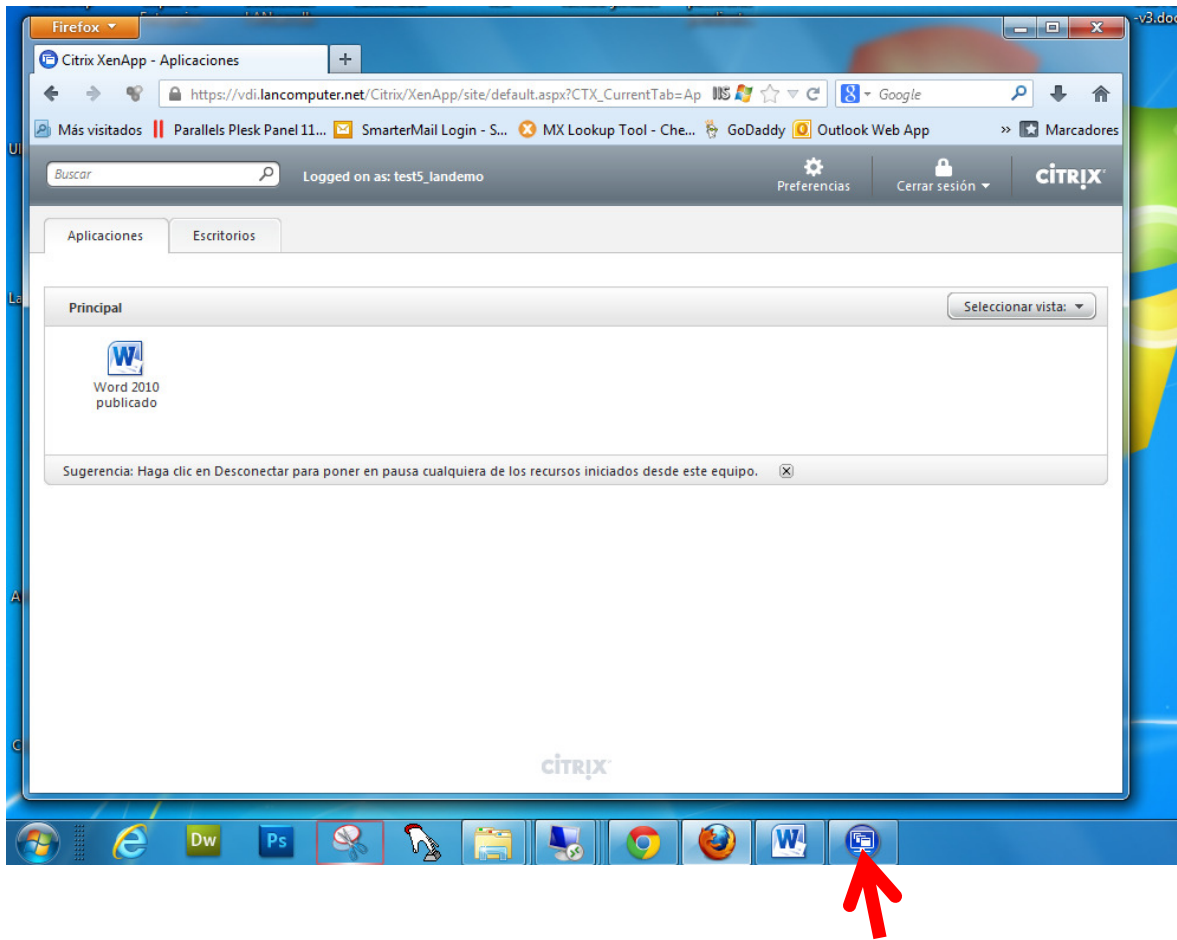 -v3.doc
Firefox
Citrix XenApp - Aplicaciones
https://vdi.lancomputer.net/Citrix/XenApp/site/default.aspx?CTX_CurrentTab=Ap
Google
Más visitados Parallels Plesk Panel 11... SmarterMail Login - S... MX Lookup Tool - Che... GoDaddy Outlook Web App » Marcadores
Buscar Logged on as: test5_landemo Preferencias Cerrar sesión CITRIX
Aplicaciones Escritorios
Principal Seleccionar vista:
Word 2010
publicado
Sugerencia: Haga clic en Desconectar para poner en pausa cualquiera de los recursos iniciados desde este equipo.
CITRIX
Dw Ps